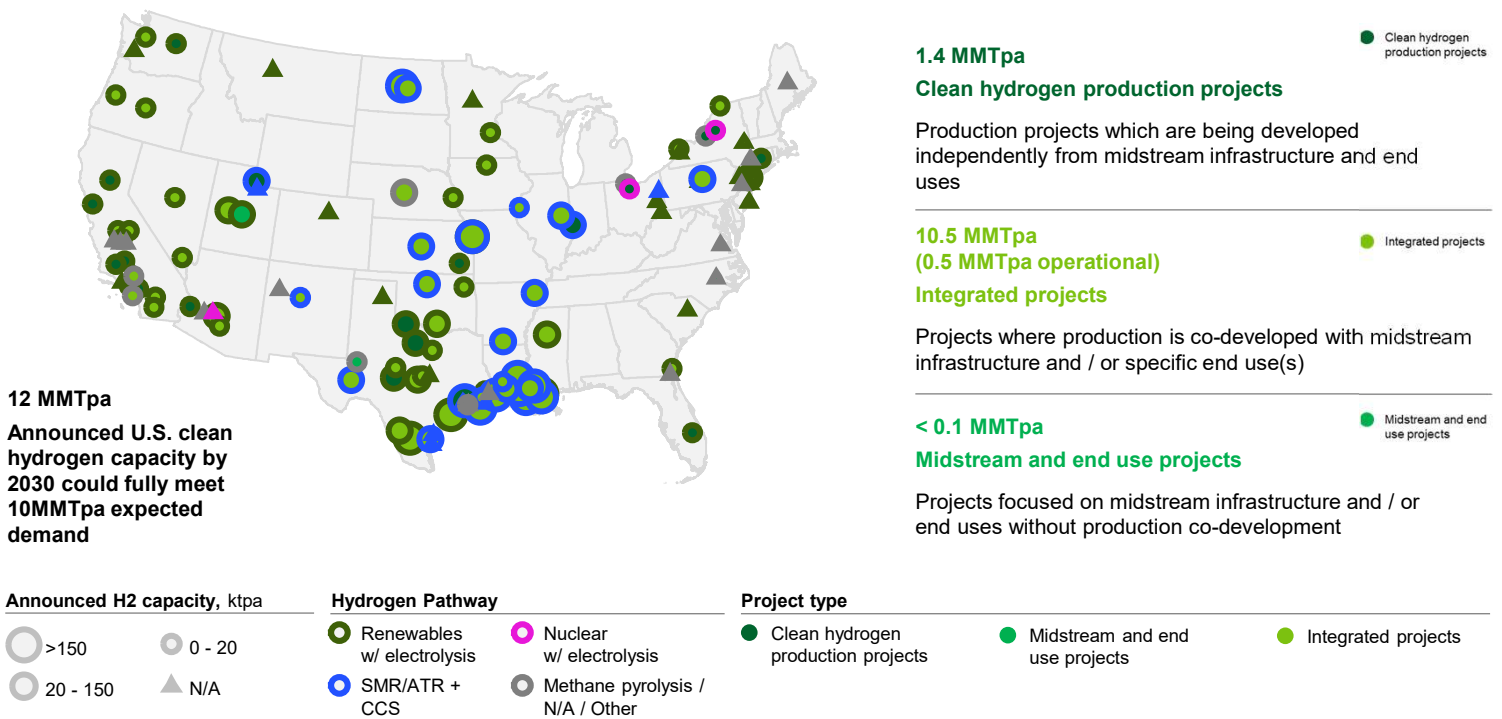 12 MMTpa
Announced U.S. clean
hydrogen capacity by
2030 could fully meet
10MMTpa expected
demand
1.4 MMTpa
Clean hydrogen production projects
Clean hydrogen
production projects
Production projects which are being developed
independently from midstream infrastructure and end
uses
10.5 MMTpa
(0.5 MMTpa operational)
Integrated projects
Integrated projects
Projects where production is co-developed with midstream
infrastructure and / or specific end use(s)
< 0.1 MMTpa
Midstream and end use projects
Midstream and end
use projects
Projects focused on midstream infrastructure and / or
end uses without production co-development
Announced H2 capacity, ktpa
>150
0 - 20
20 - 150
N/A
Hydrogen Pathway
Renewables
w/ electrolysis
Nuclear
w/ electrolysis
SMR/ATR +
CCS
Methane pyrolysis /
N/A / Other
Project type
Clean hydrogen
production projects
Midstream and end
use projects
Integrated projects